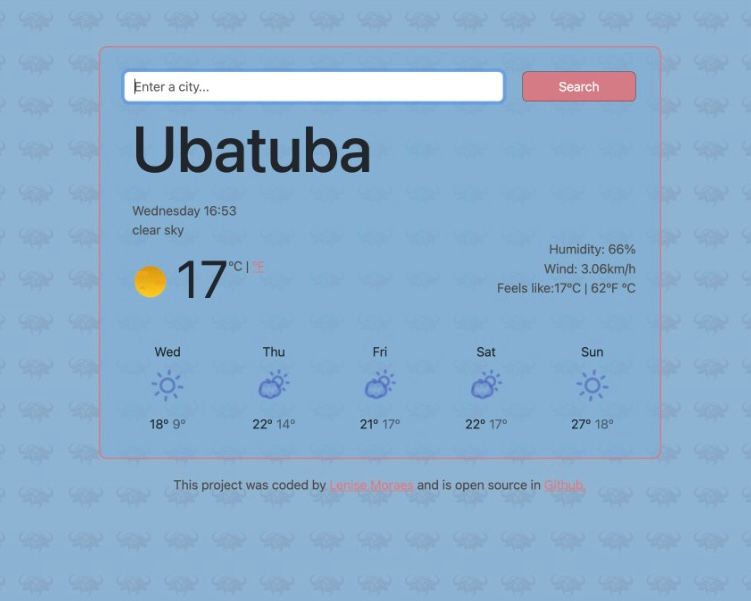 Enter a city...
Search
Ubatuba
Wednesday 16:53
clear sky
17
°C | °F
Humidity: 66%
Wind: 3.06km/h
Feels like:17°C | 62°F °C
Wed Thu Fri Sat Sun
18° 9° 22° 14° 21° 17° 22° 17° 27° 18°
This project was coded by Lenise Moraes and is open source in Github.